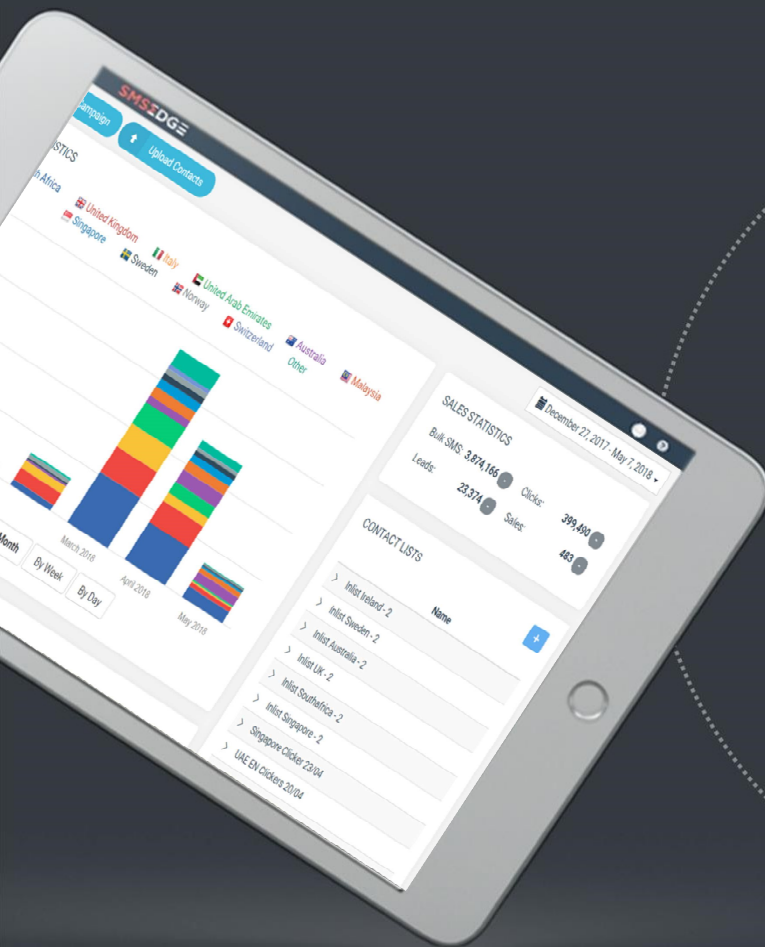 SMSEDGE
ampaign
Upload Contacts
ISTICS
h Africa
United Kingdom
Italy
United Arab Emirates
Australia
Malaysia
Singapore
Sweden
Norway
Switzerland
Other
March 2018
April 2018
May 2018
Month
By Week
By Day
December 27, 2017 - May 7, 2018
SALES STATISTICS
Bulk SMS: 3,874,166
Clicks: 399,490
Leads: 23,374
Sales: 483
CONTACT LISTS
Name
+
Inlist Ireland - 2
Inlist Sweden - 2
Inlist Australia - 2
Inlist UK - 2
Inlist Southafrica - 2
Inlist Singapore - 2
Singapore Clicker 23/04
UAE EN Clickers 20/04